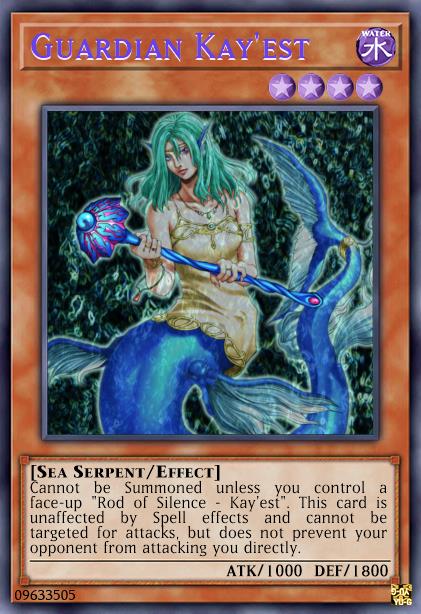 Guardian Kay'est
WATER
水
[Sea Serpent/Effect]
Cannot be Summoned unless you control a
face-up "Rod of Silence - Kay'est". This card is
unaffected by Spell effects and cannot be
targeted for attacks, but does not prevent your
opponent from attacking you directly.
ATK/1000 DEF/1800
09633505